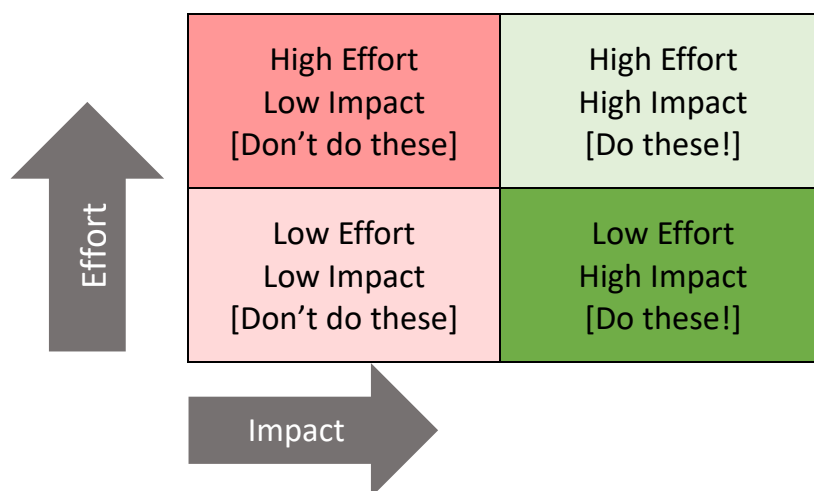 High Effort
Low Impact
[Don’t do these]
High Effort
High Impact
[Do these!]
Effort
Low Effort
Low Impact
[Don’t do these]
Low Effort
High Impact
[Do these!]
Impact